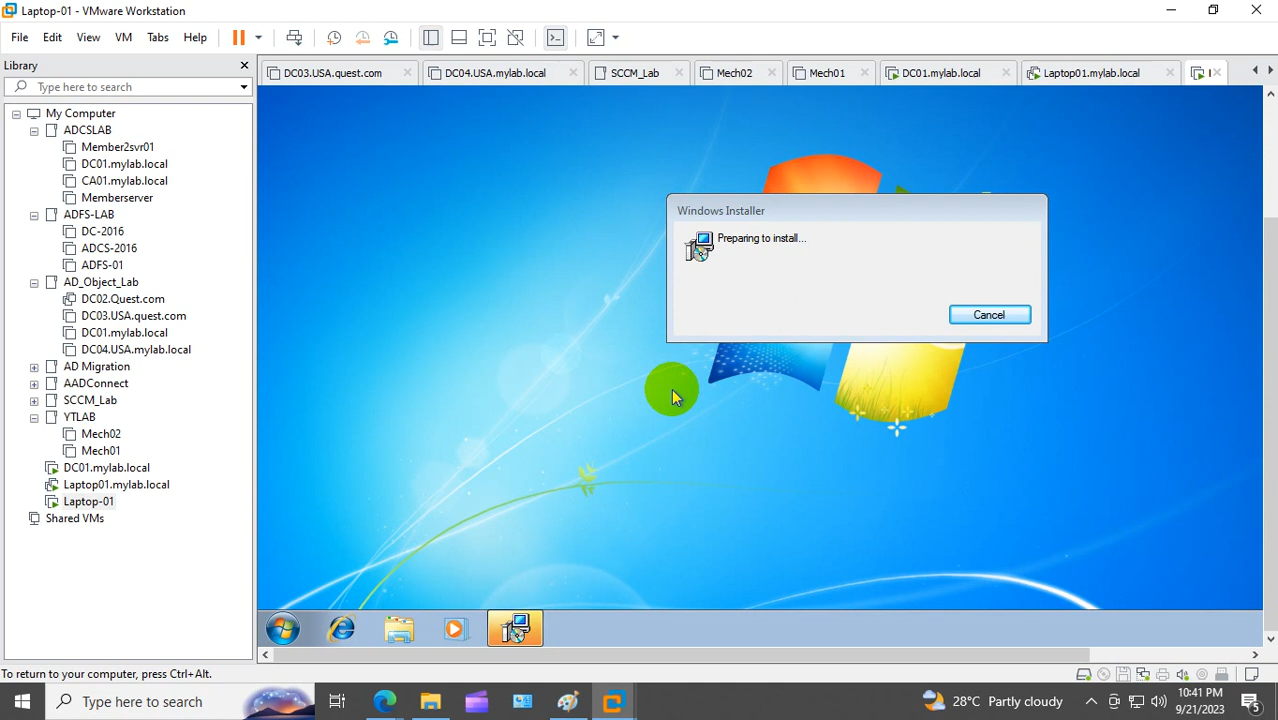 Laptop-01 - VMware Workstation
File Edit View VM Tabs Help
Library
Type here to search
My Computer
ADCSLAB
Member2svr01
DC01.mylab.local
CA01.mylab.local
Memberserver
ADFS-LAB
DC-2016
ADCS-2016
ADFS-01
AD_Object_Lab
DC02.Quest.com
DC03.USA.quest.com
DC01.mylab.local
DC04.USA.mylab.local
AD Migration
AADConnect
SCCM_Lab
YTLAB
Mech02
Mech01
DC01.mylab.local
Laptop01.mylab.local
Laptop-01
Shared VMs
DC03.USA.quest.com DC04.USA.mylab.local SCCM_Lab Mech02 Mech01 DC01.mylab.local Laptop01.mylab.local
Windows Installer
Preparing to install...
Cancel
To return to your computer, press Ctrl+Alt.
Type here to search
28°C Partly cloudy
10:41 PM
9/21/2023
5